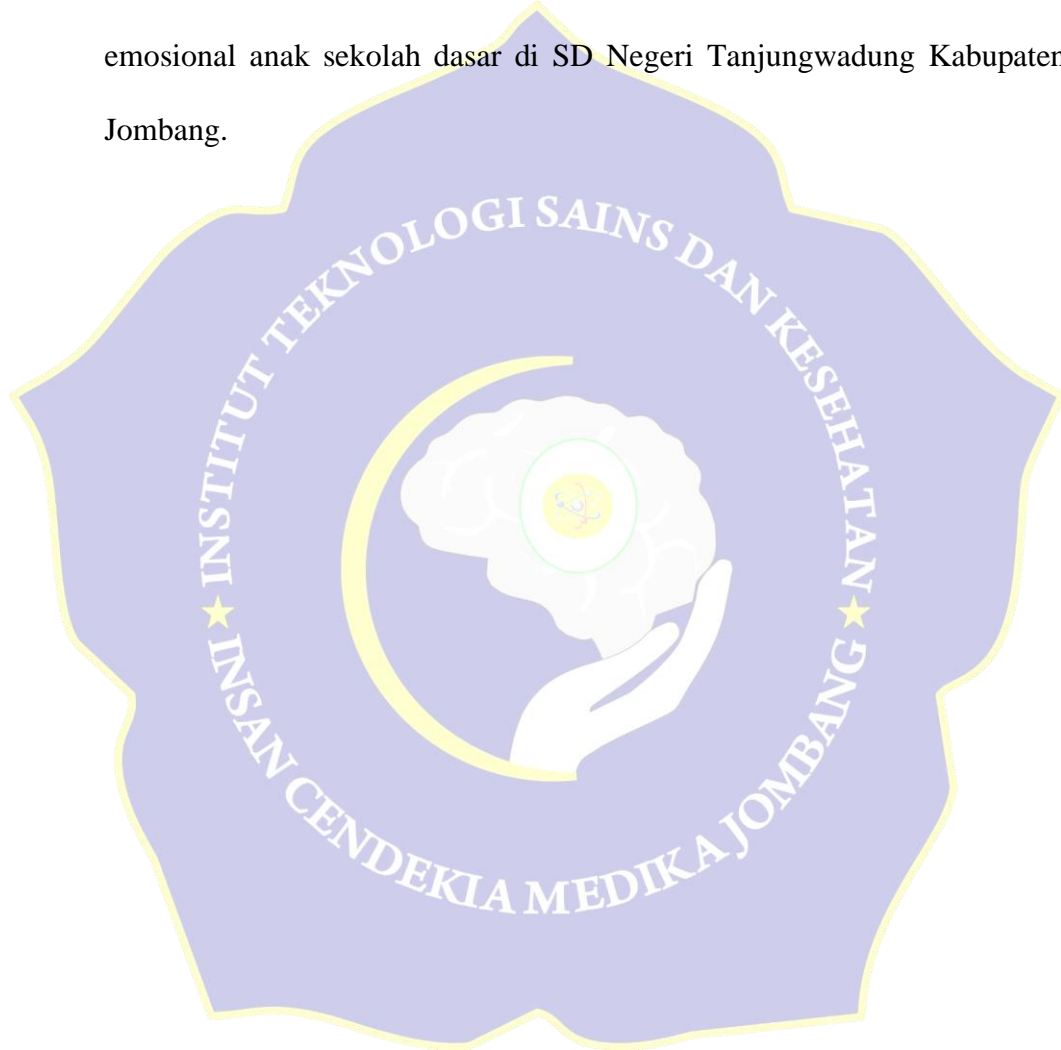 emosional anak sekolah dasar di SD Negeri Tanjungwadung Kabupaten
Jombang.
INSTITUT TEKNOLOGI SAINS DAN KESEHATAN
INSAN CENDEKIA MEDIKA JOMBANG